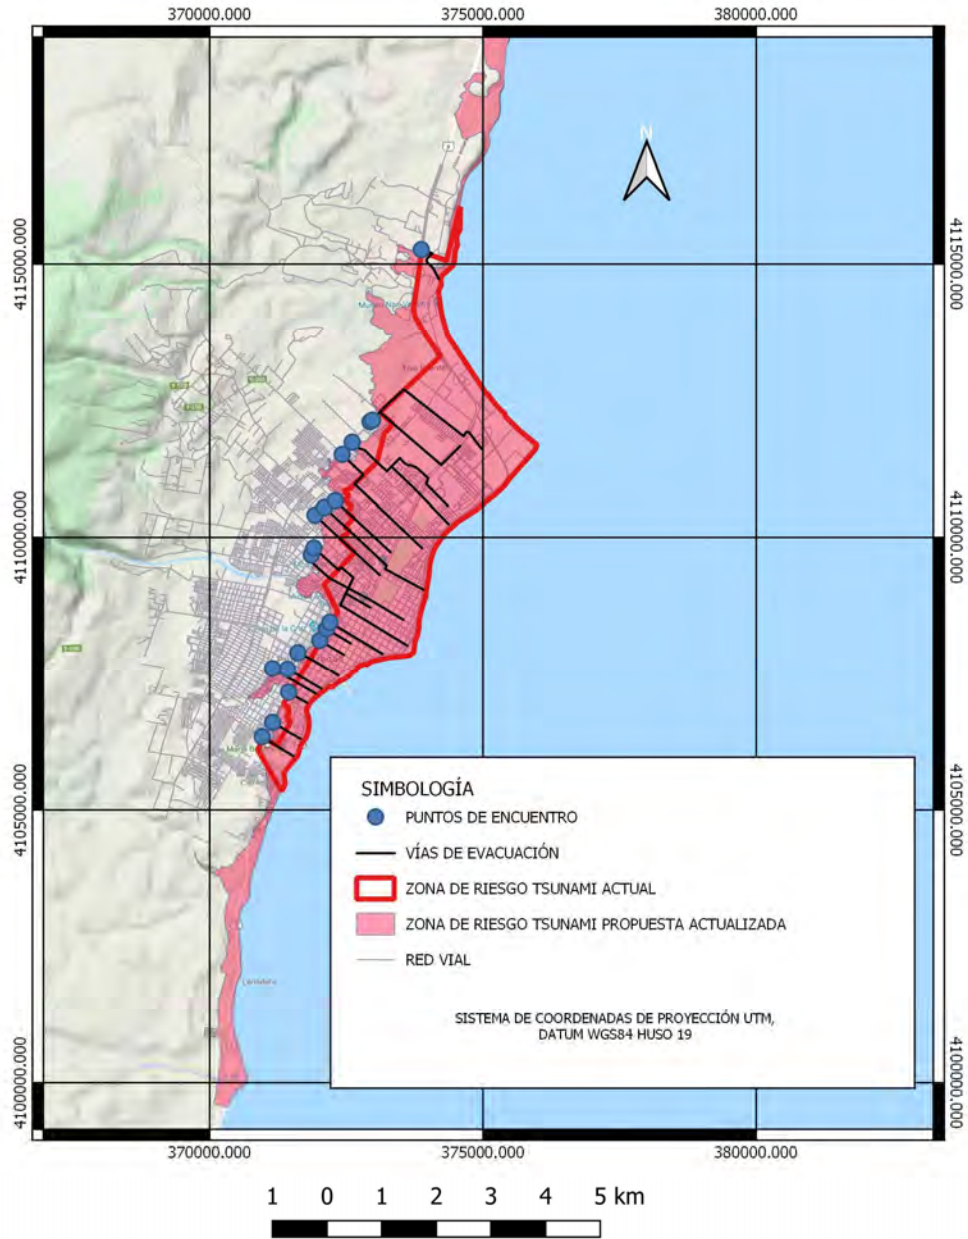 370000.000 375000.000 380000.000
N
4115000.000 4115000.000
4110000.000 4110000.000
4105000.000 4105000.000
4100000.000 4100000.000
SIMBOLOGÍA
PUNTOS DE ENCUENTRO
VÍAS DE EVACUACIÓN
ZONA DE RIESGO TSUNAMI ACTUAL
ZONA DE RIESGO TSUNAMI PROPUESTA ACTUALIZADA
RED VIAL
SISTEMA DE COORDENADAS DE PROYECCIÓN UTM,
DATUM WGS84 HUSO 19
370000.000 375000.000 380000.000
1 0 1 2 3 4 5 km